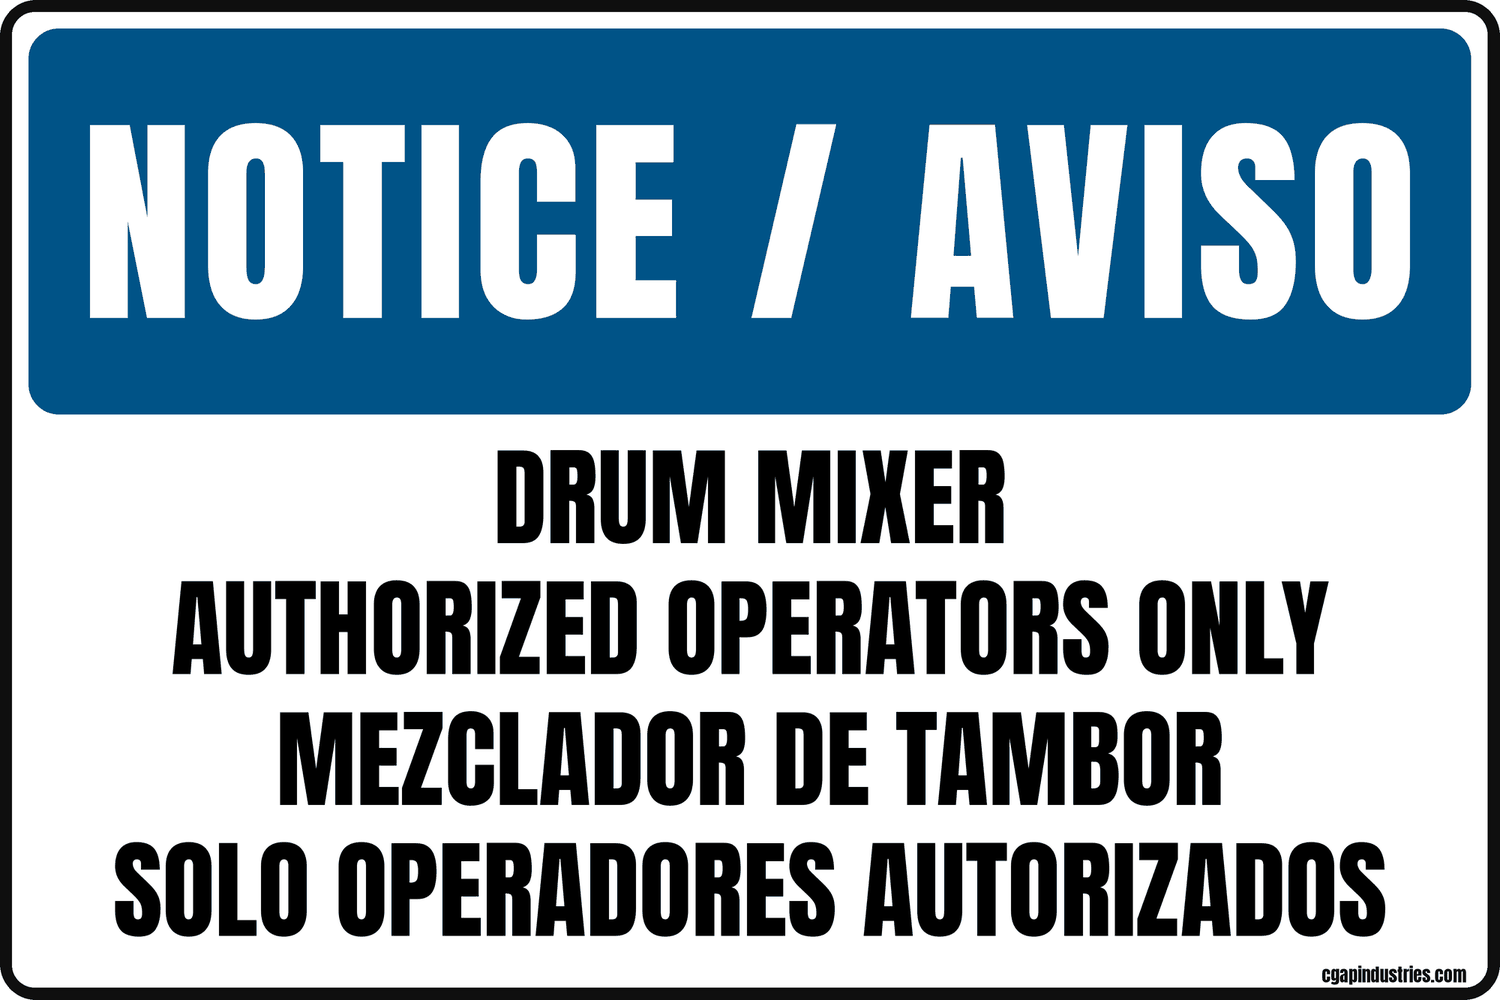 NOTICE / AVISO
DRUM MIXER
AUTHORIZED OPERATORS ONLY
MEZCLADOR DE TAMBOR
SOLO OPERADORES AUTORIZADOS
cgapindustries.com